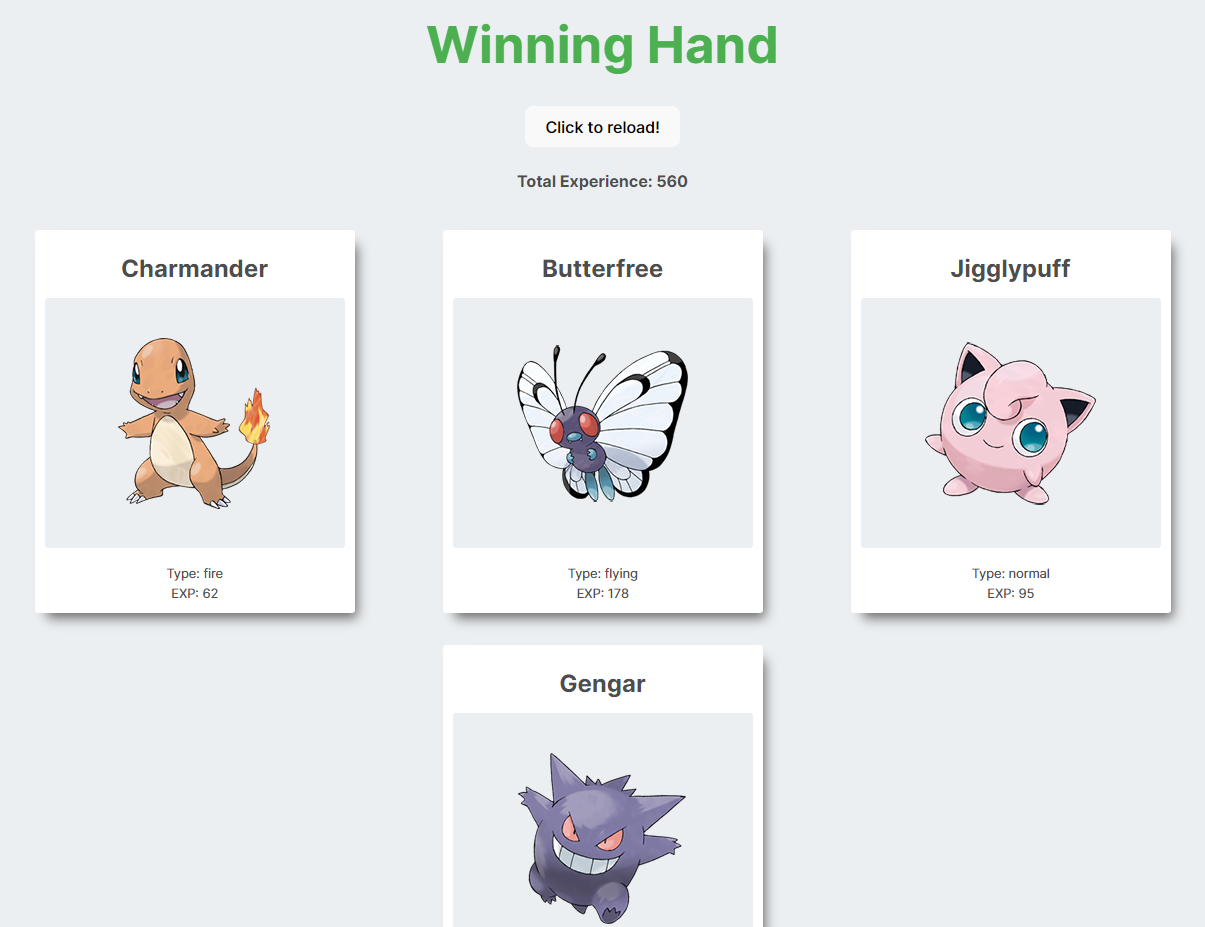 Winning Hand
Click to reload!
Total Experience: 560
Charmander
Butterfree
Jigglypuff
Type: fire
EXP: 62
Type: flying
EXP: 178
Type: normal
EXP: 95
Gengar